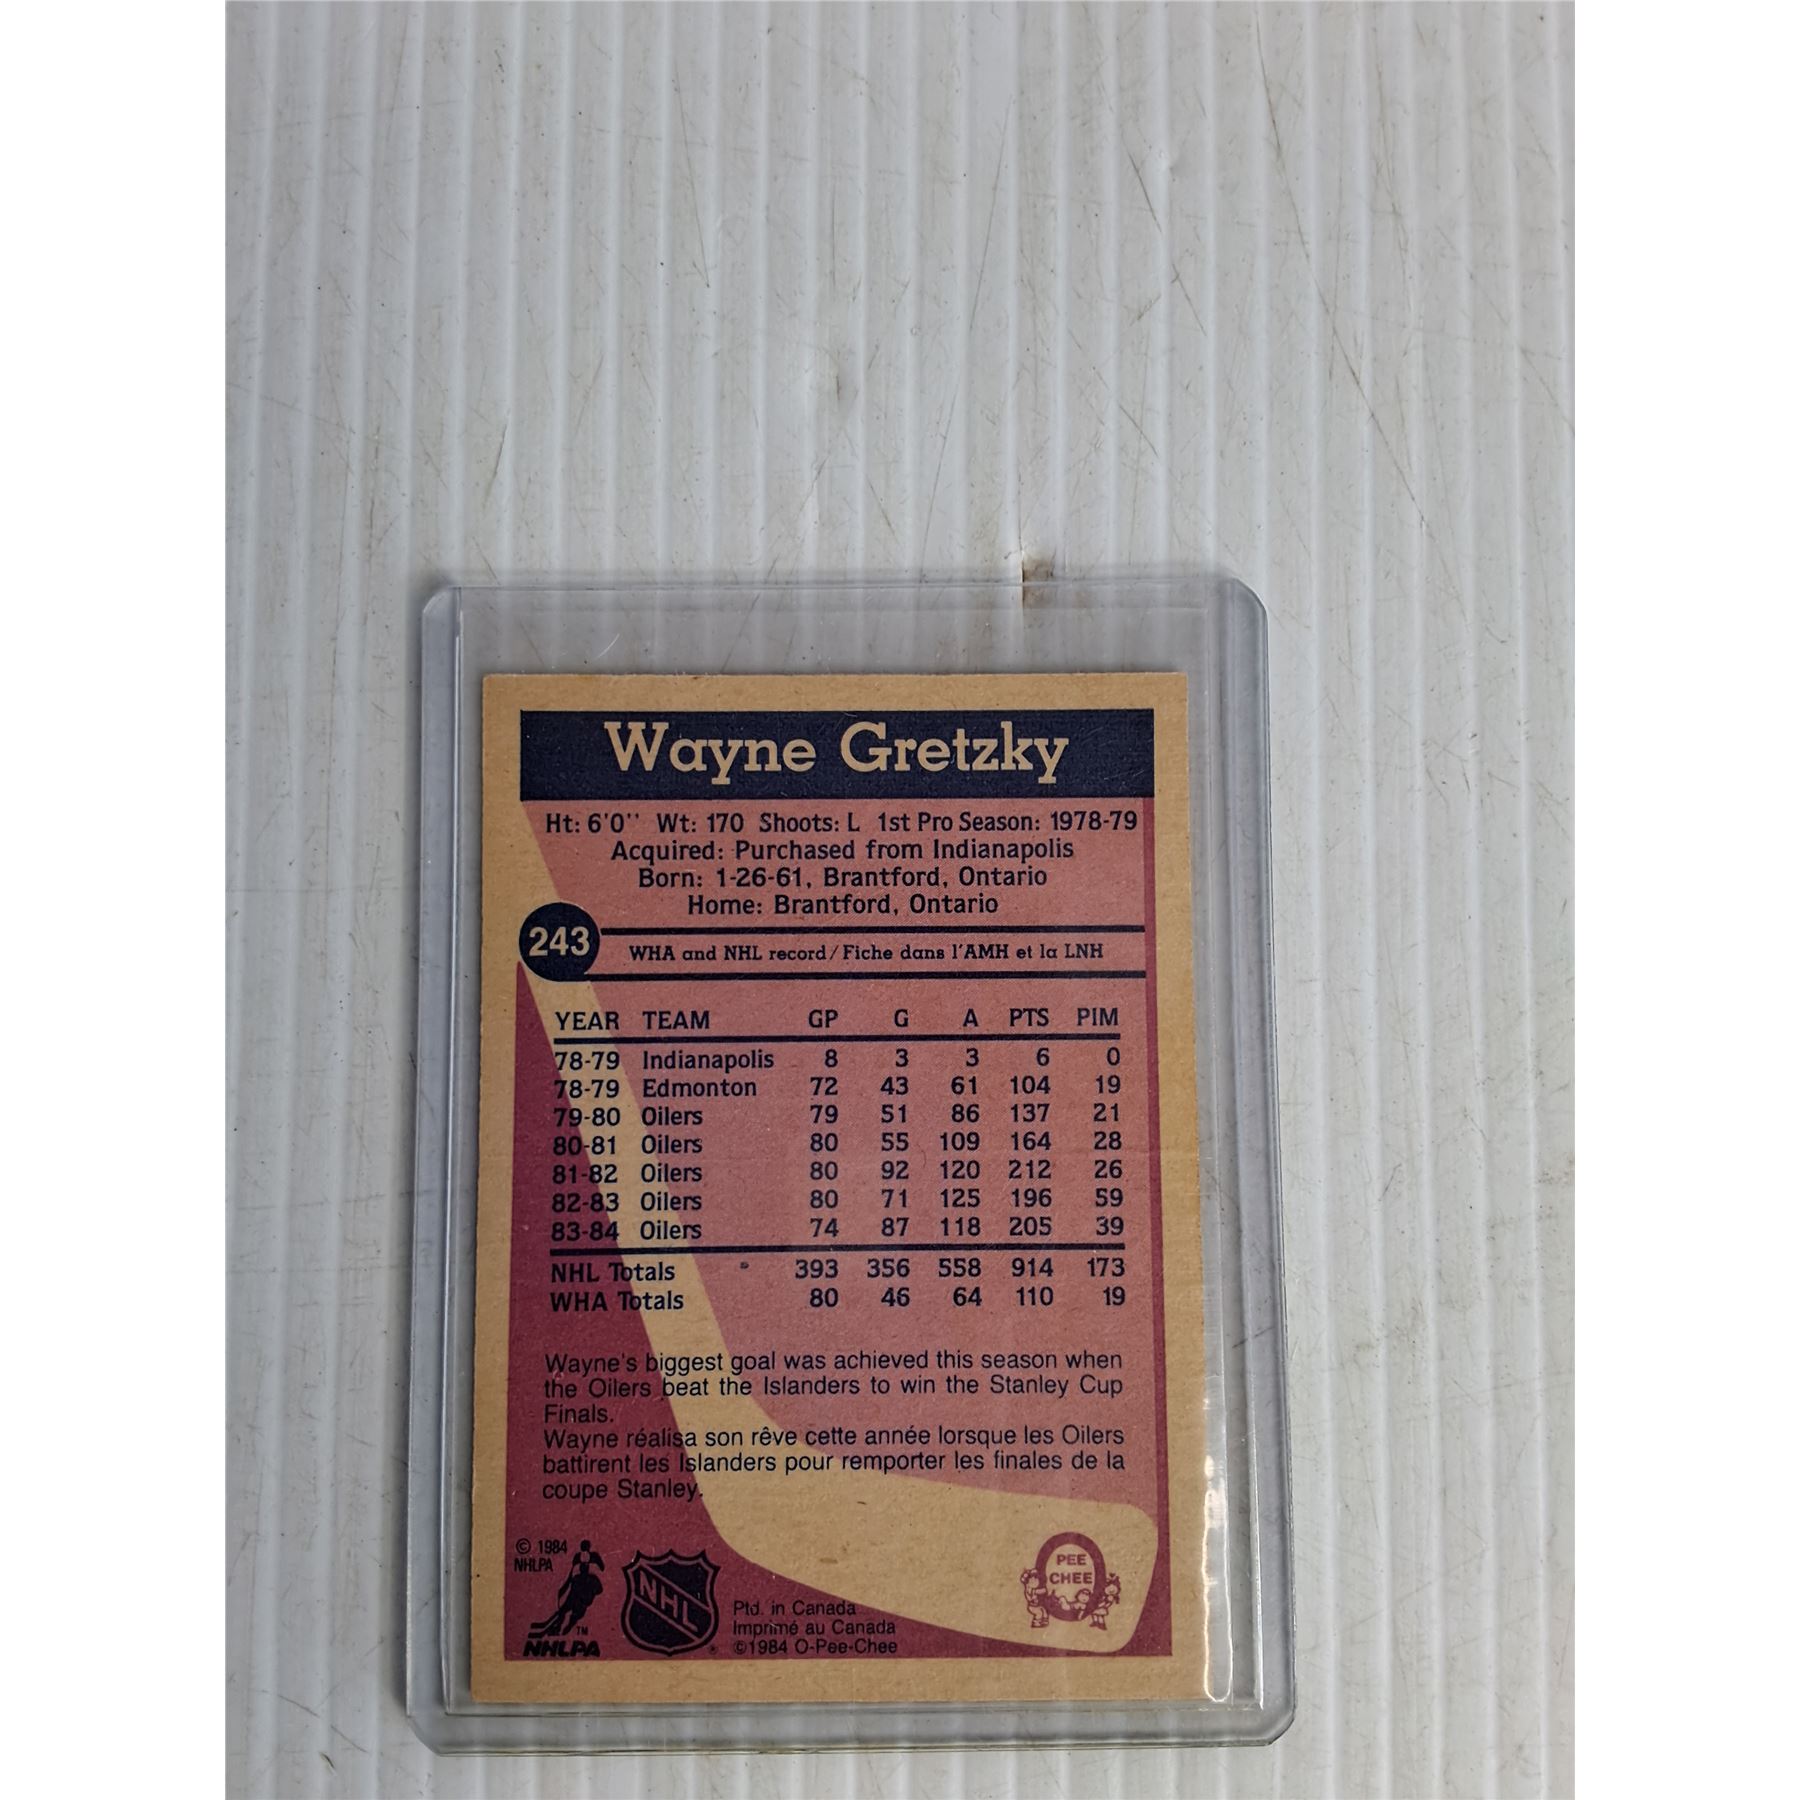 Wayne Gretzky
Ht: 6'0'' Wt: 170 Shoots: L 1st Pro Season: 1978-79
Acquired: Purchased from Indianapolis
Born: 1-26-61, Brantford, Ontario
Home: Brantford, Ontario
243
WHA and NHL record/Fiche dans l'AMH et la LNH
YEAR TEAM GP G A PTS PIM
78-79 Indianapolis 8 3 3 6 0
78-79 Edmonton 72 43 61 104 19
79-80 Oilers 79 51 86 137 21
80-81 Oilers 80 55 109 164 28
81-82 Oilers 80 92 120 212 26
82-83 Oilers 80 71 125 196 59
83-84 Oilers 74 87 118 205 39
NHL Totals 393 356 558 914 173
WHA Totals 80 46 64 110 19
Wayne's biggest goal was achieved this season when
the Oilers beat the Islanders to win the Stanley Cup
Finals.
Wayne réalisa son rêve cette année lorsque les Oilers
battirent les Islanders pour remporter les finales de la
coupe Stanley.
© 1984
NHLPA
TM
NHLPA
NHL
Ptd. in Canada
Imprimé au Canada
©1984 O-Pee-Chee
PEE
CHEE